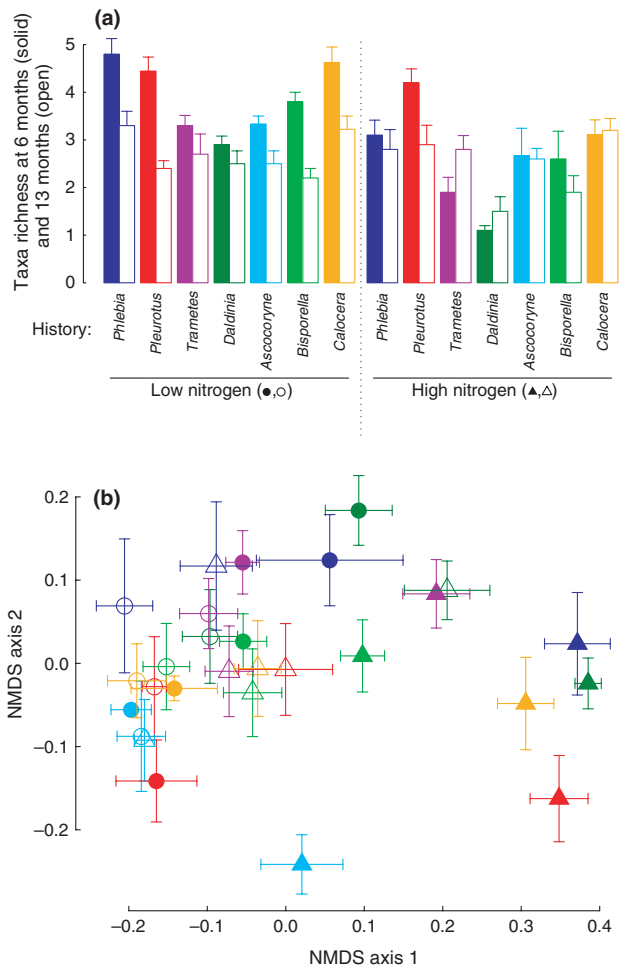 (a)
Taxa richness at 6 months (solid)
and 13 months (open)
5
4
3
2
1
0
History:
Phlebia
Pleurotus
Trametes
Daldinia
Ascocoryne
Bisporella
Calocera
Phlebia
Pleurotus
Trametes
Daldinia
Ascocoryne
Bisporella
Calocera
Low nitrogen (●,○)
High nitrogen (▲,△)
(b)
NMDS axis 2
0.2
0.1
0.0
−0.1
−0.2
−0.2
−0.1
0.0
0.1
0.2
0.3
0.4
NMDS axis 1